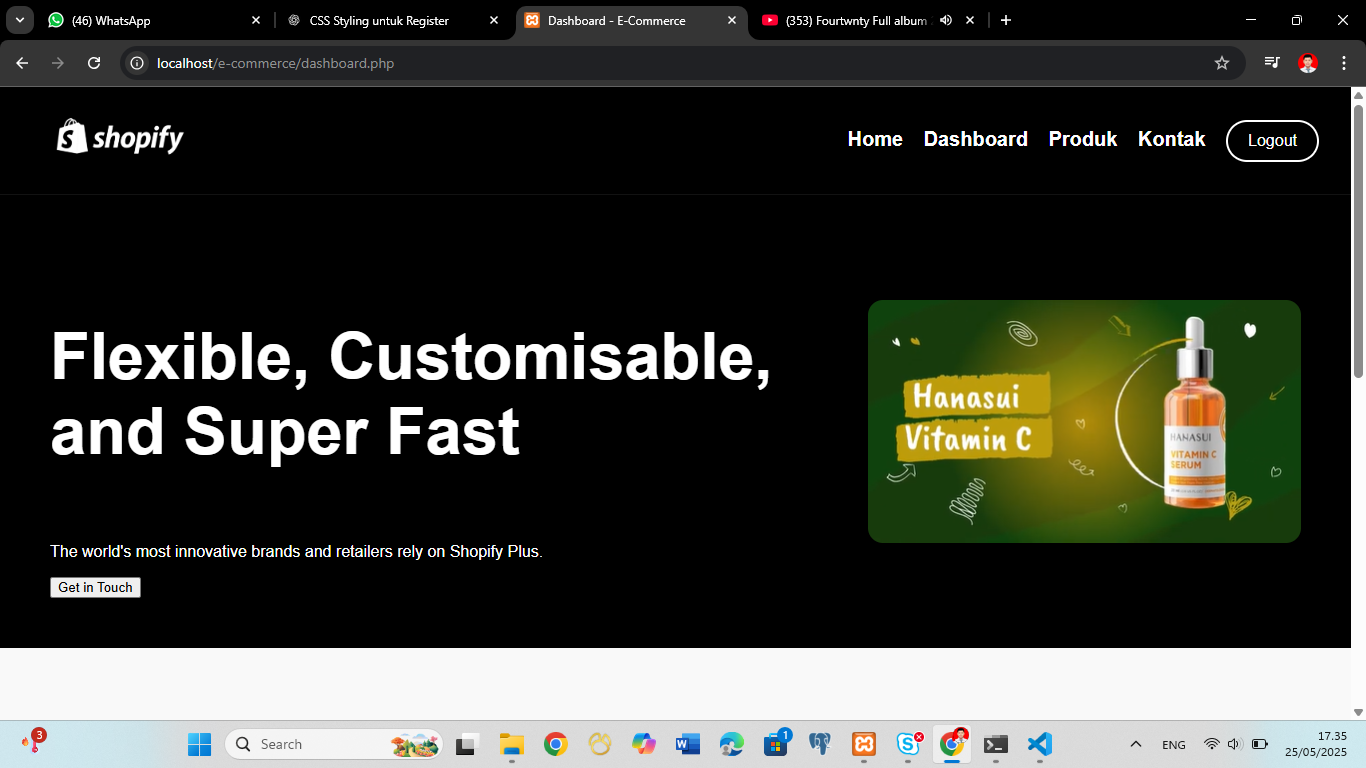 (46) WhatsApp
CSS Styling untuk Register
Dashboard - E-Commerce
(353) Fourtwnty Full album
localhost/e-commerce/dashboard.php
shopify
Home Dashboard Produk Kontak Logout
Flexible, Customisable,
and Super Fast
Hanasui
Vitamin C
HANASUI
VITAMIN C
SERUM
The world's most innovative brands and retailers rely on Shopify Plus.
Get in Touch
3
Search
1
ENG
17.35
25/05/2025